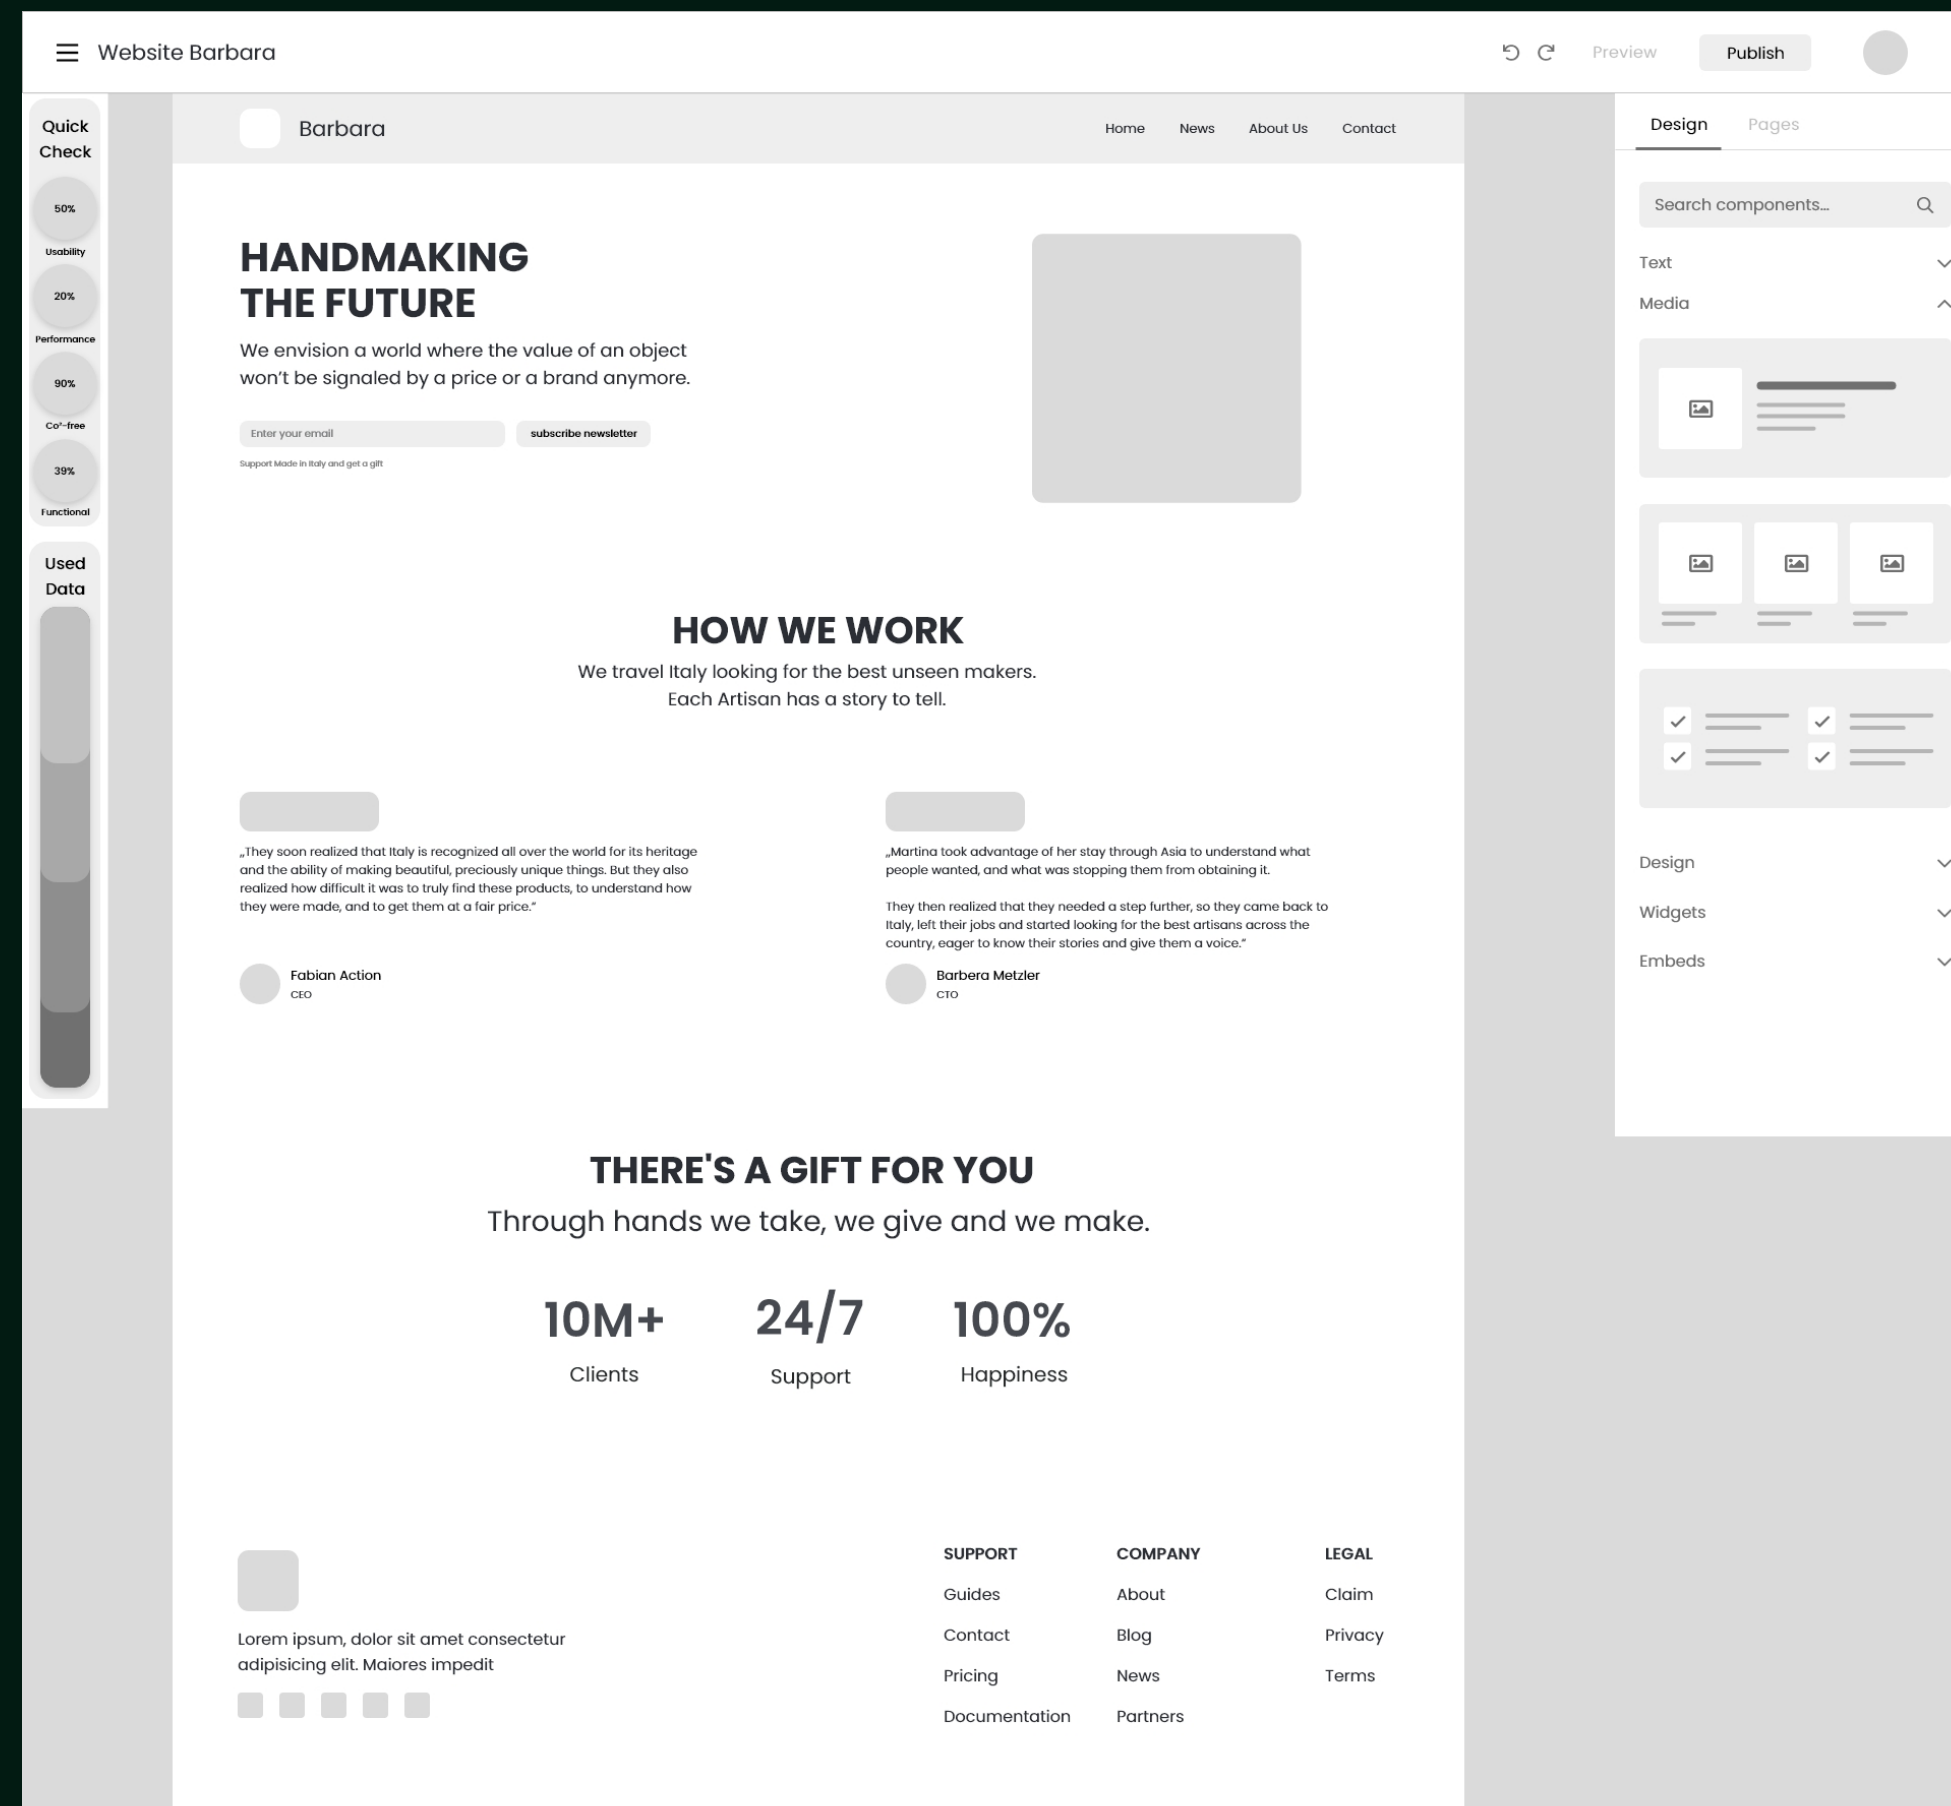 Website Barbara
Preview
Publish
Quick
Check
50%
Usability
20%
Performance
90%
Co²-free
39%
Functional
Used
Data
Barbara
Home
News
About Us
Contact
HANDMAKING
THE FUTURE
We envision a world where the value of an object
won’t be signaled by a price or a brand anymore.
Enter your email
subscribe newsletter
Support Made in Italy and get a gift
HOW WE WORK
We travel Italy looking for the best unseen makers.
Each Artisan has a story to tell.
„They soon realized that Italy is recognized all over the world for its heritage
and the ability of making beautiful, preciously unique things. But they also
realized how difficult it was to truly find these products, to understand how
they were made, and to get them at a fair price.“
Fabian Action
CEO
„Martina took advantage of her stay through Asia to understand what
people wanted, and what was stopping them from obtaining it.
They then realized that they needed a step further, so they came back to
Italy, left their jobs and started looking for the best artisans across the
country, eager to know their stories and give them a voice.“
Barbera Metzler
CTO
THERE'S A GIFT FOR YOU
Through hands we take, we give and we make.
10M+
Clients
24/7
Support
100%
Happiness
Lorem ipsum, dolor sit amet consectetur
adipisicing elit. Maiores impedit
SUPPORT
Guides
Contact
Pricing
Documentation
COMPANY
About
Blog
News
Partners
LEGAL
Claim
Privacy
Terms
Design
Pages
Search components...
Text
Media
Design
Widgets
Embeds